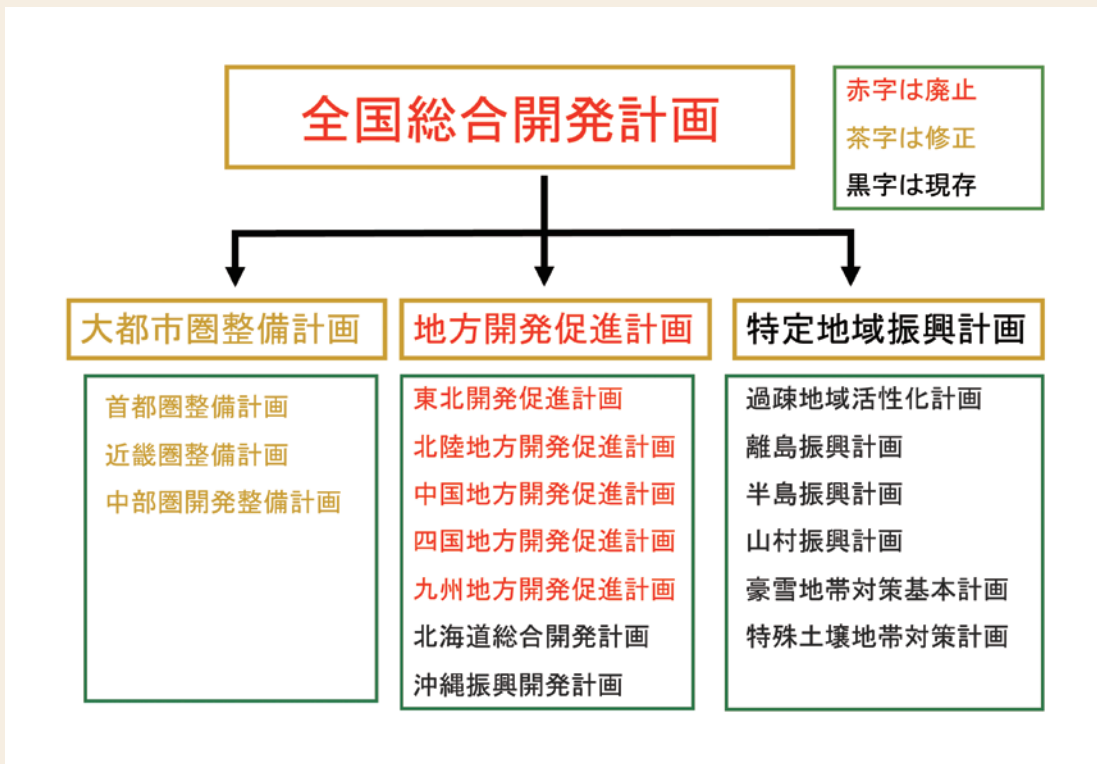 全国総合開発計画
赤字は廃止
茶字は修正
黒字は現存
大都市圏整備計画
首都圏整備計画
近畿圏整備計画
中部圏開発整備計画
地方開発促進計画
東北開発促進計画
北陸地方開発促進計画
中国地方開発促進計画
四国地方開発促進計画
九州地方開発促進計画
北海道総合開発計画
沖縄振興開発計画
特定地域振興計画
過疎地域活性化計画
離島振興計画
半島振興計画
山村振興計画
豪雪地帯対策基本計画
特殊土壌地帯対策計画